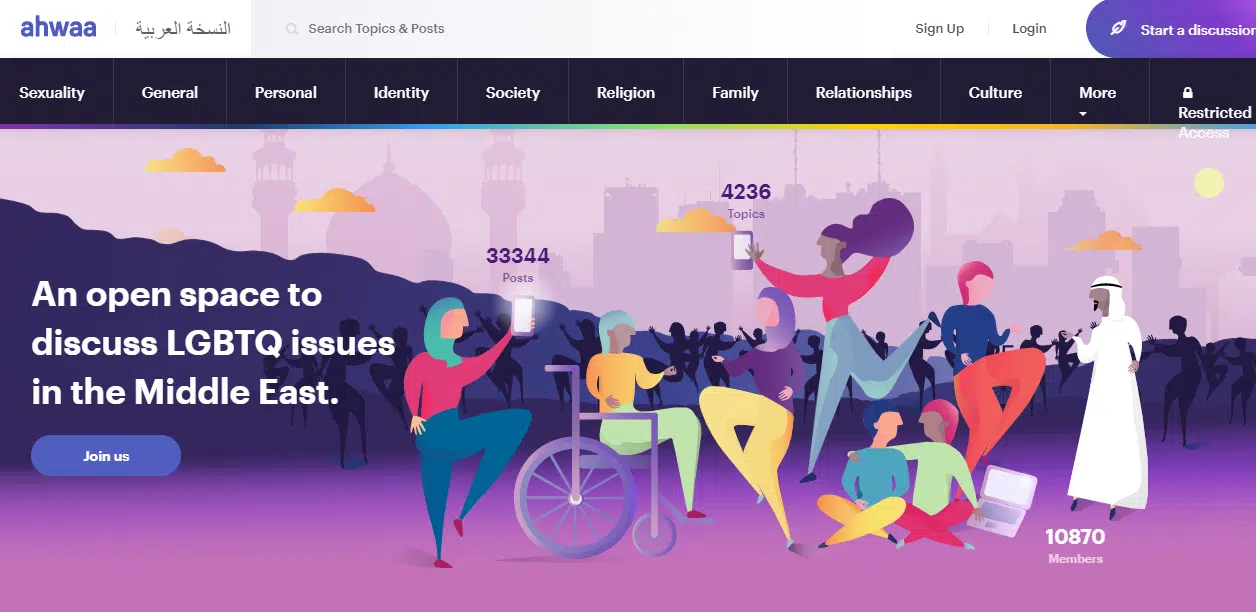 ahwaa
النسخة العربية
Search Topics & Posts
Sign Up
Login
Start a discussion
Sexuality
General
Personal
Identity
Society
Religion
Family
Relationships
Culture
More
Restricted
Access
4236
Topics
33344
Posts
An open space to
discuss LGBTQ issues
in the Middle East.
Join us
10870
Members